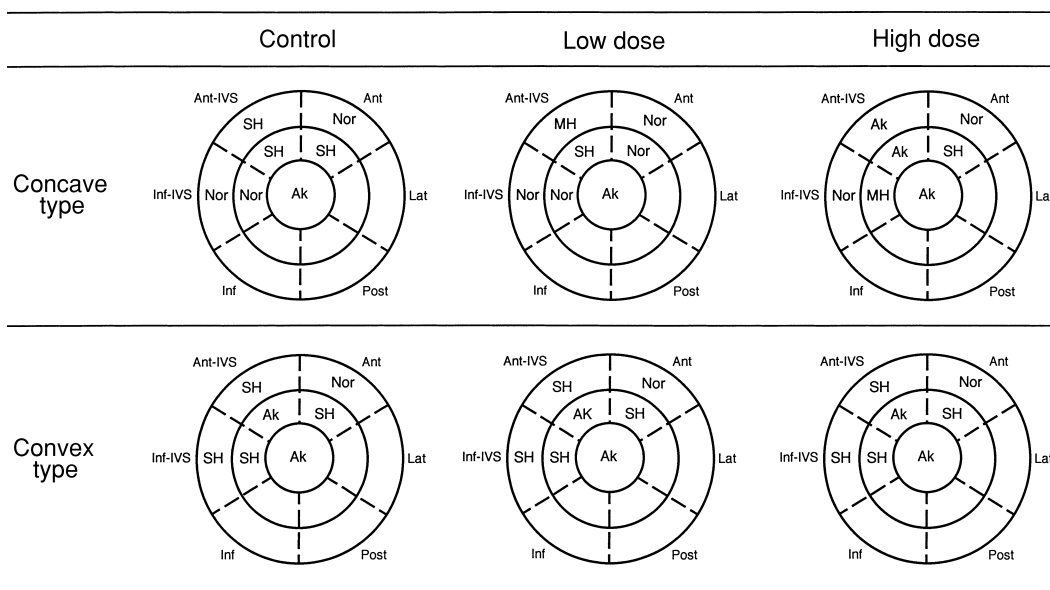 Control Low dose High dose
Ant-IVS Ant Ant-IVS Ant Ant-IVS Ant
SH Nor MH Nor Ak Nor
SH SH SH Nor Ak SH
Concave type
Inf-IVS Nor Nor Ak Lat Inf-IVS Nor Nor Ak Lat Inf-IVS Nor MH Ak La
Inf Post Inf Post Inf Post
Ant-IVS Ant Ant-IVS Ant Ant-IVS Ant
SH Nor SH Nor SH Nor
Ak SH AK SH Ak SH
Convex type
Inf-IVS SH SH Ak Lat Inf-IVS SH SH Ak Lat Inf-IVS SH SH Ak Lat
Inf Post Inf Post Inf Post